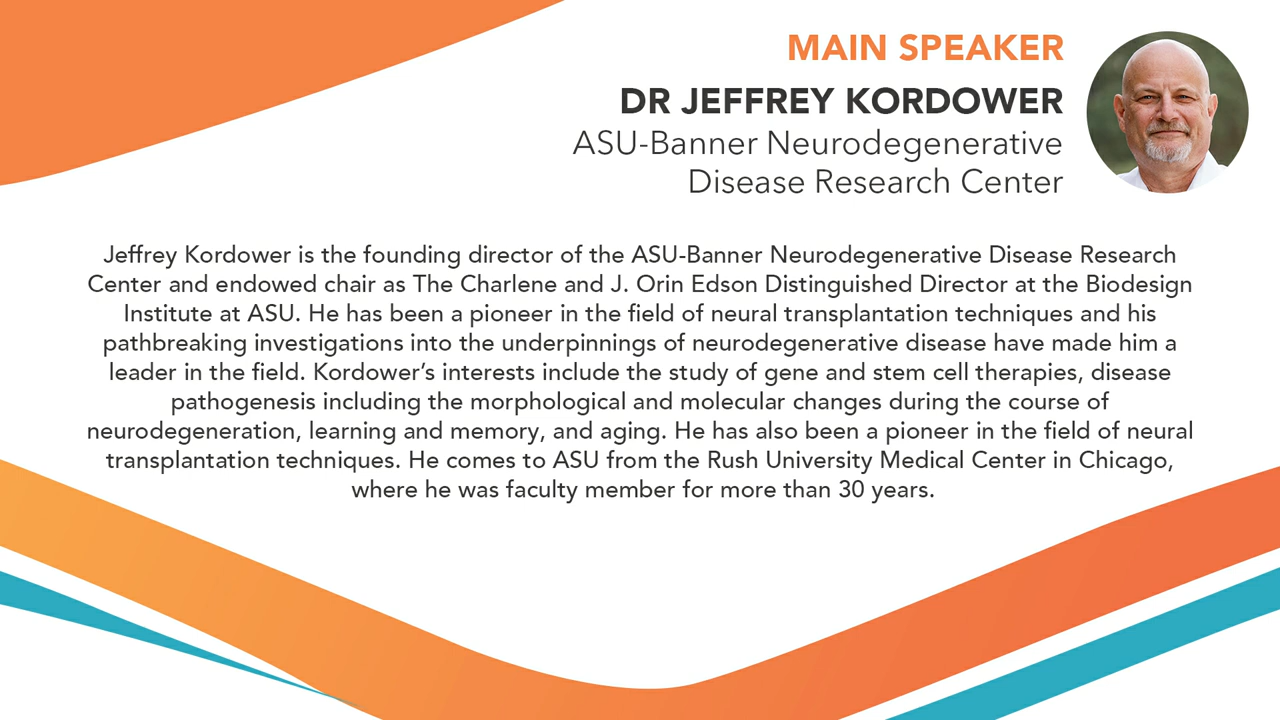 MAIN SPEAKER
DR JEFFREY KORDOWER
ASU-Banner Neurodegenerative
Disease Research Center
Jeffrey Kordower is the founding director of the ASU-Banner Neurodegenerative Disease Research
Center and endowed chair as The Charlene and J. Orin Edson Distinguished Director at the Biodesign
Institute at ASU. He has been a pioneer in the field of neural transplantation techniques and his
pathbreaking investigations into the underpinnings of neurodegenerative disease have made him a
leader in the field. Kordower’s interests include the study of gene and stem cell therapies, disease
pathogenesis including the morphological and molecular changes during the course of
neurodegeneration, learning and memory, and aging. He has also been a pioneer in the field of neural
transplantation techniques. He comes to ASU from the Rush University Medical Center in Chicago,
where he was faculty member for more than 30 years.